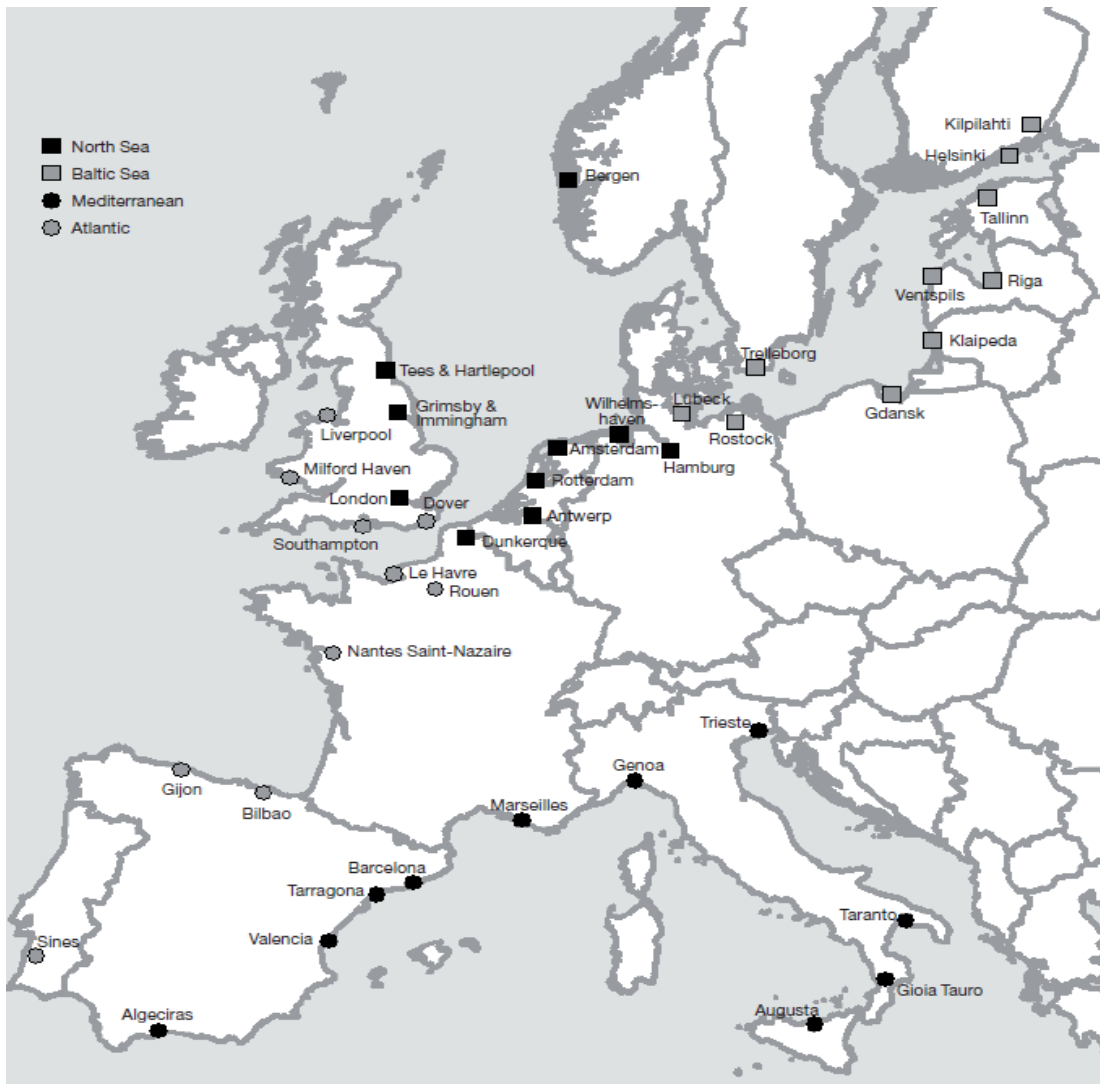 North Sea
Baltic Sea
Mediterranean
Atlantic
Kilpilahti
Helsinki
Bergen
Tallinn
Ventspils
Riga
Klaipeda
Trelleborg
Tees & Hartlepool
Gdansk
Lübeck
Wilhelms-
haven
Grimsby &
Immingham
Rostock
Liverpool
Amsterdam
Hamburg
Milford Haven
Rotterdam
London
Dover
Antwerp
Southampton
Dunkerque
Le Havre
Rouen
Nantes Saint-Nazaire
Trieste
Genoa
Gijon
Bilbao
Marseilles
Barcelona
Tarragona
Taranto
Valencia
Sines
Gioia Tauro
Algeciras
Augusta